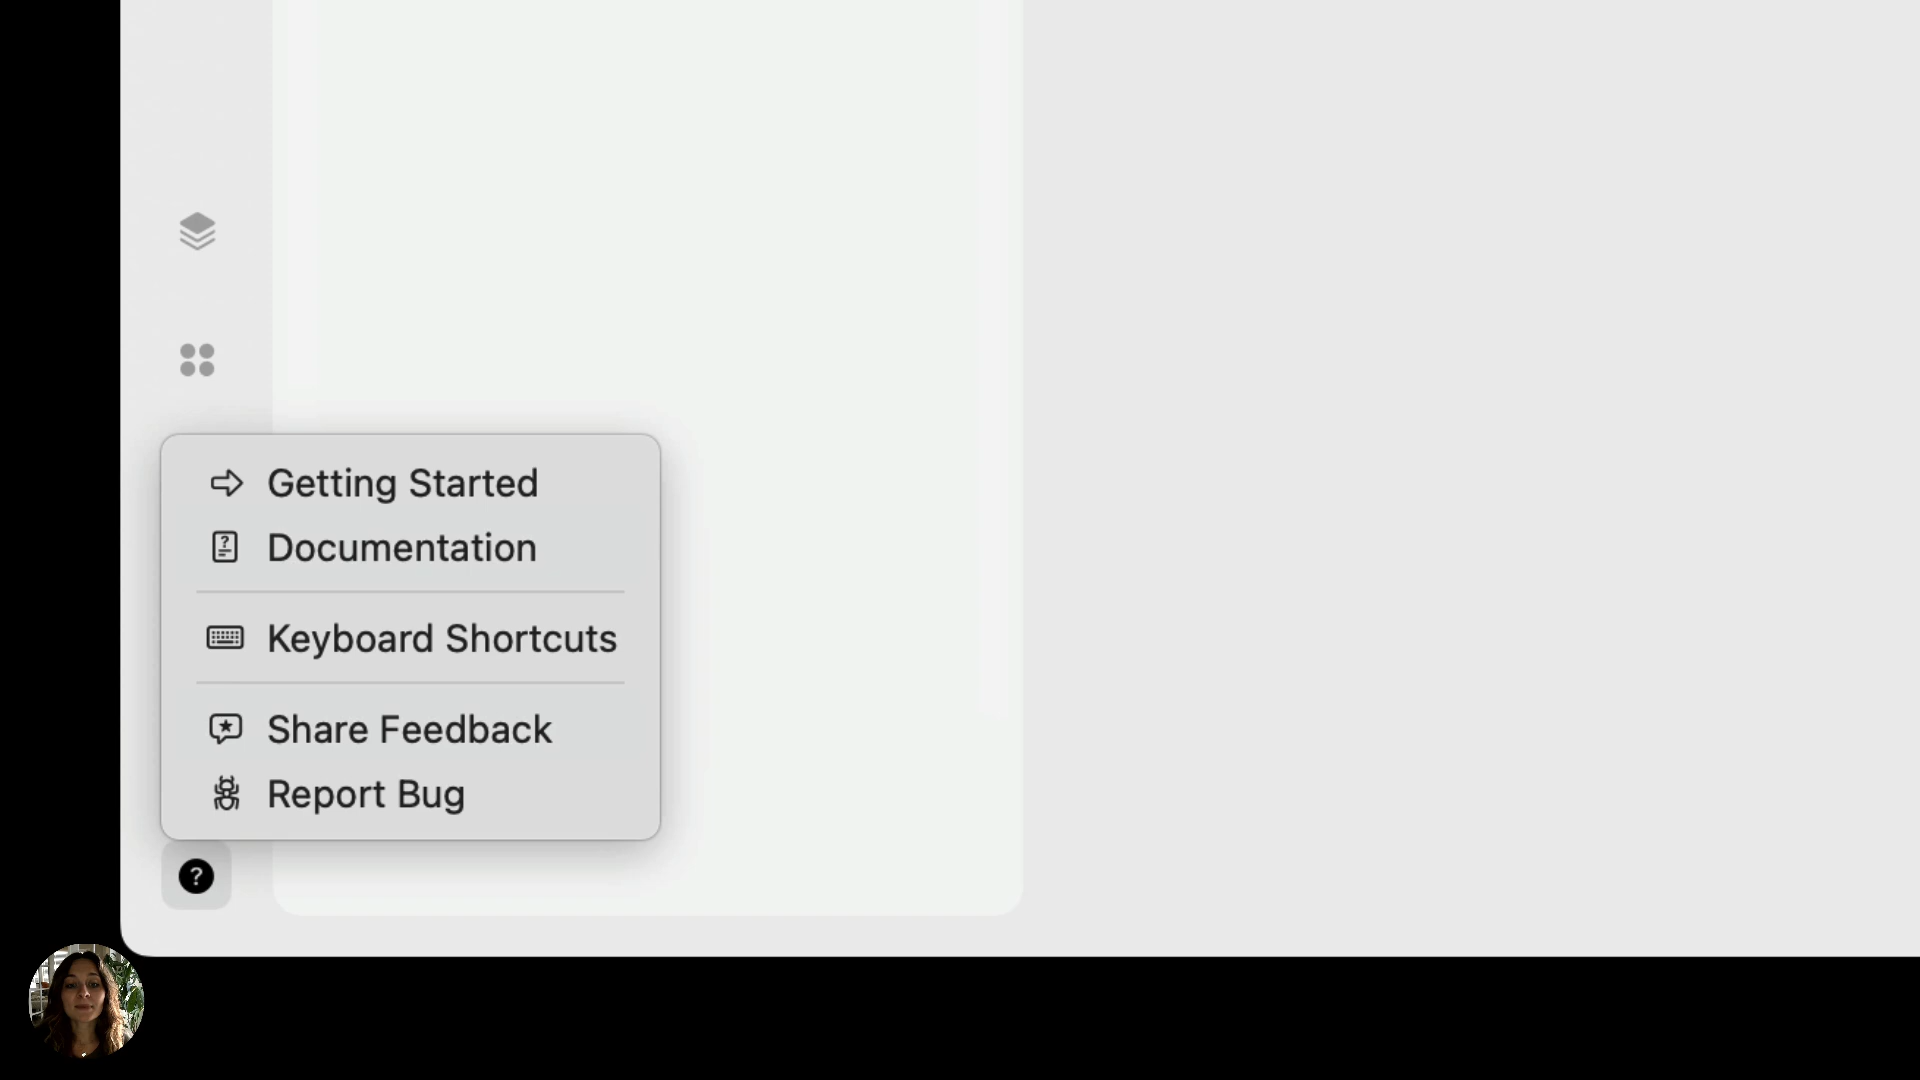 Getting Started
Documentation
Keyboard Shortcuts
Share Feedback
Report Bug
?